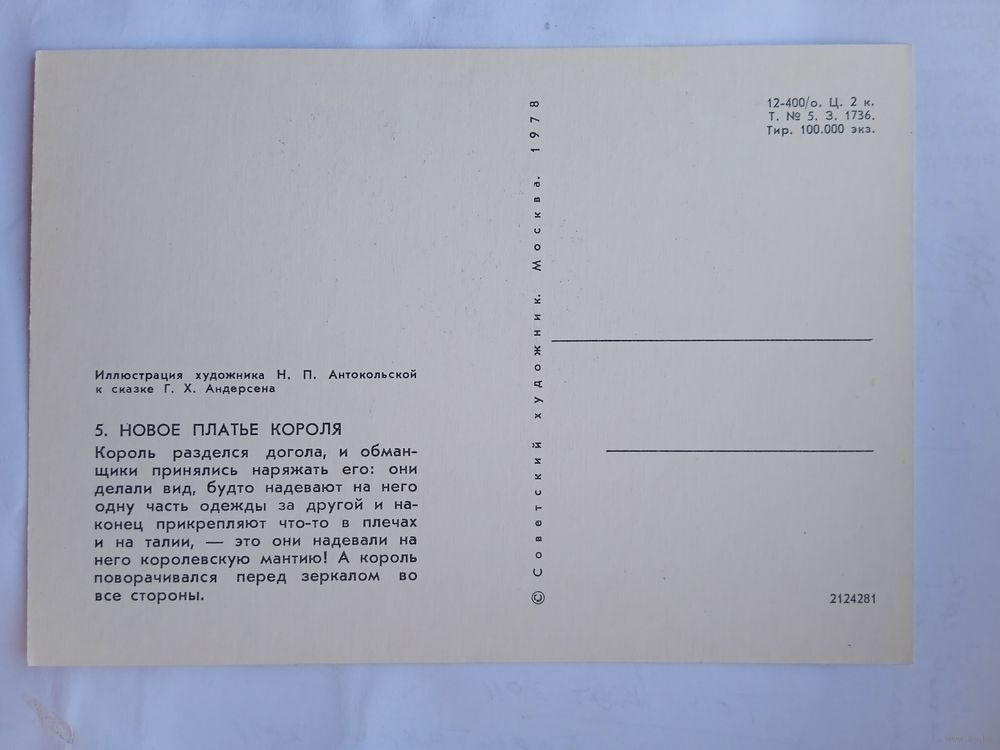 12-400/о. Ц. 2 к.
Т. № 5. З. 1736.
Тир. 100.000 экз.
© Советский художник. Москва. 1978
Иллюстрация художника Н. П. Антокольской
к сказке Г. Х. Андерсена
5. НОВОЕ ПЛАТЬЕ КОРОЛЯ
Король разделся догола, и обман-
щики принялись наряжать его: они
делали вид, будто надевают на него
одну часть одежды за другой и на-
конец прикрепляют что-то в плечах
и на талии, — это они надевали на
него королевскую мантию! А король
поворачивался перед зеркалом во
все стороны.
2124281